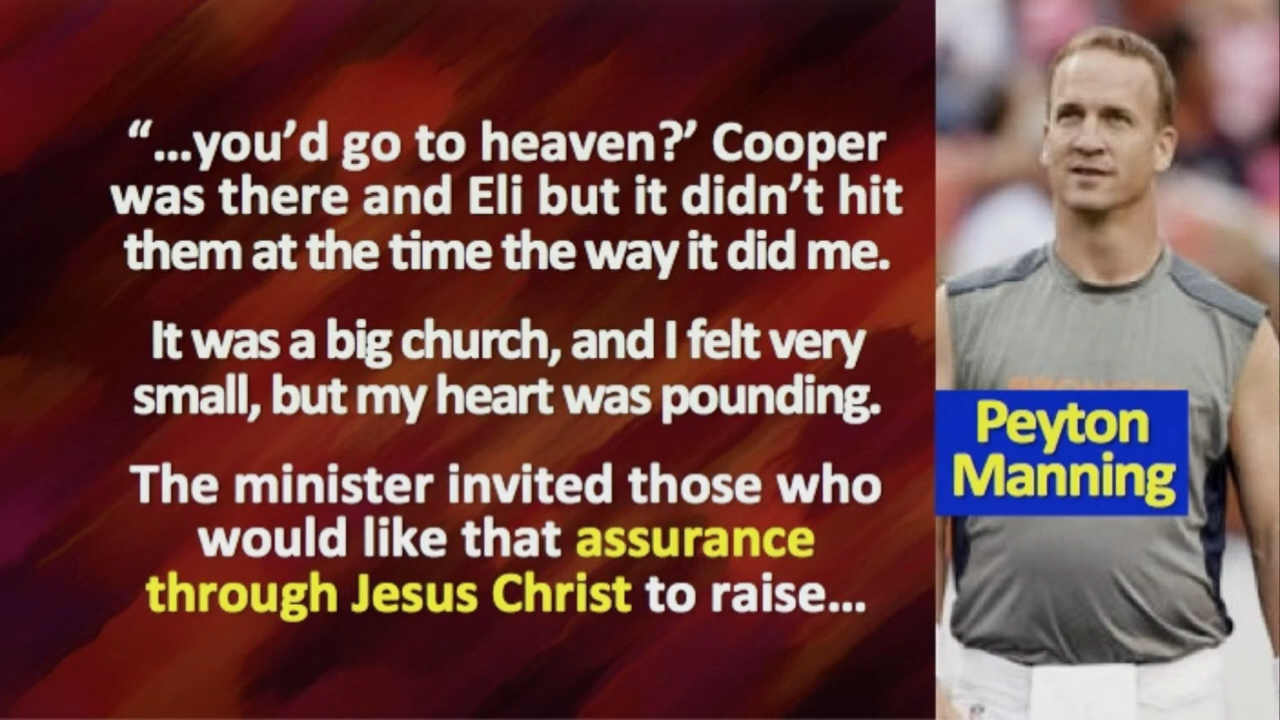 “...you’d go to heaven?’ Cooper
was there and Eli but it didn’t hit
them at the time the way it did me.
It was a big church, and I felt very
small, but my heart was pounding.
The minister invited those who
would like that assurance
through Jesus Christ to raise...
Peyton
Manning